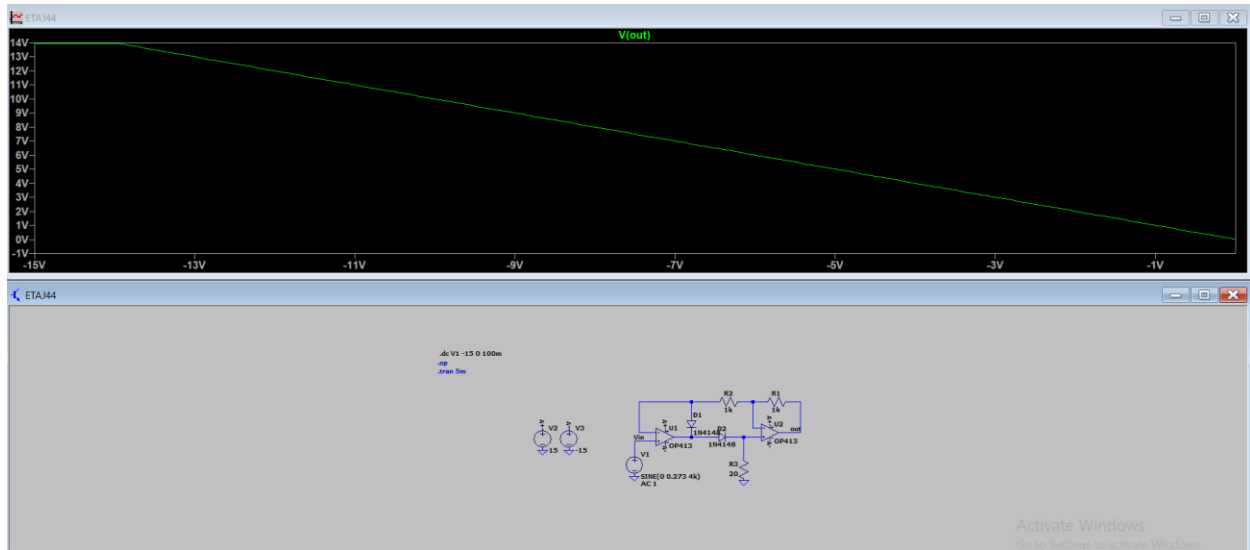 ETAJ44
V(out)
14V
13V
12V
11V
10V
9V
8V
7V
6V
5V
4V
3V
2V
1V
0V
-1V
-15V -13V -11V -9V -7V -5V -3V -1V
ETAJ44
.dc V1 -15 0 100m
.op
.tran 5m
R2 R1
1k 1k
D1
1N4148
V2 V3
15 -15
U1
OP413
D2
1N4148
U2
OP413
out
Vin
V1
SINE(0 0.273 4k)
AC 1
R3
20
Activate Windows
Go to Settings to activate Windows.